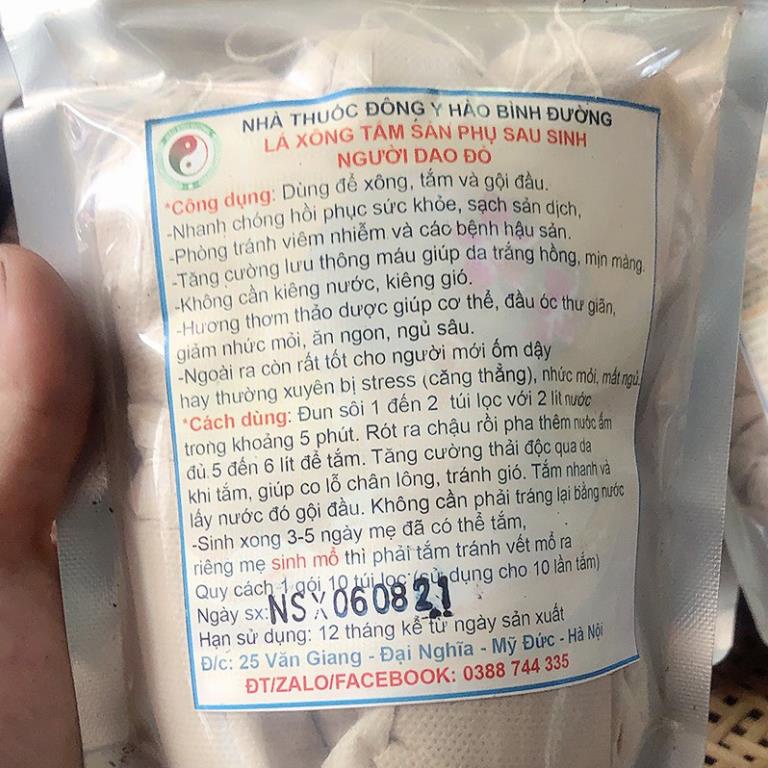 NHÀ THUỐC ĐÔNG Y HÀO BÌNH ĐƯỜNG
LÁ XÔNG TẮM SẢN PHỤ SAU SINH
NGƯỜI DAO ĐỎ
*Công dụng: Dùng để xông, tắm và gội đầu.
-Nhanh chóng hồi phục sức khỏe, sạch sản dịch,
-Phòng tránh viêm nhiễm và các bệnh hậu sản.
-Tăng cường lưu thông máu giúp da trắng hồng, mịn màng.
-Không cần kiêng nước, kiêng gió.
-Hương thơm thảo dược giúp cơ thể, đầu óc thư giãn,
giảm nhức mỏi, ăn ngon, ngủ sâu.
-Ngoài ra còn rất tốt cho người mới ốm dậy
hay thường xuyên bị stress (căng thẳng), nhức mỏi, mất ngủ.
*Cách dùng: Đun sôi 1 đến 2 túi lọc với 2 lít nước
trong khoảng 5 phút. Rót ra chậu rồi pha thêm nước ấm
đủ 5 đến 6 lít để tắm. Tăng cường thải độc qua da
khi tắm, giúp co lỗ chân lông, tránh gió. Tắm nhanh và
lấy nước đó gội đầu. Không cần phải tráng lại bằng nước
-Sinh xong 3-5 ngày mẹ đã có thể tắm,
riêng mẹ sinh mổ thì phải tắm tránh vết mổ ra
Quy cách 1 gói 10 túi lọc (sử dụng cho 10 lần tắm)
Ngày sx: NSX060821
Hạn sử dụng: 12 tháng kể từ ngày sản xuất
Đ/c: 25 Văn Giang - Đại Nghĩa - Mỹ Đức - Hà Nội
ĐT/ZALO/FACEBOOK: 0388 744 335